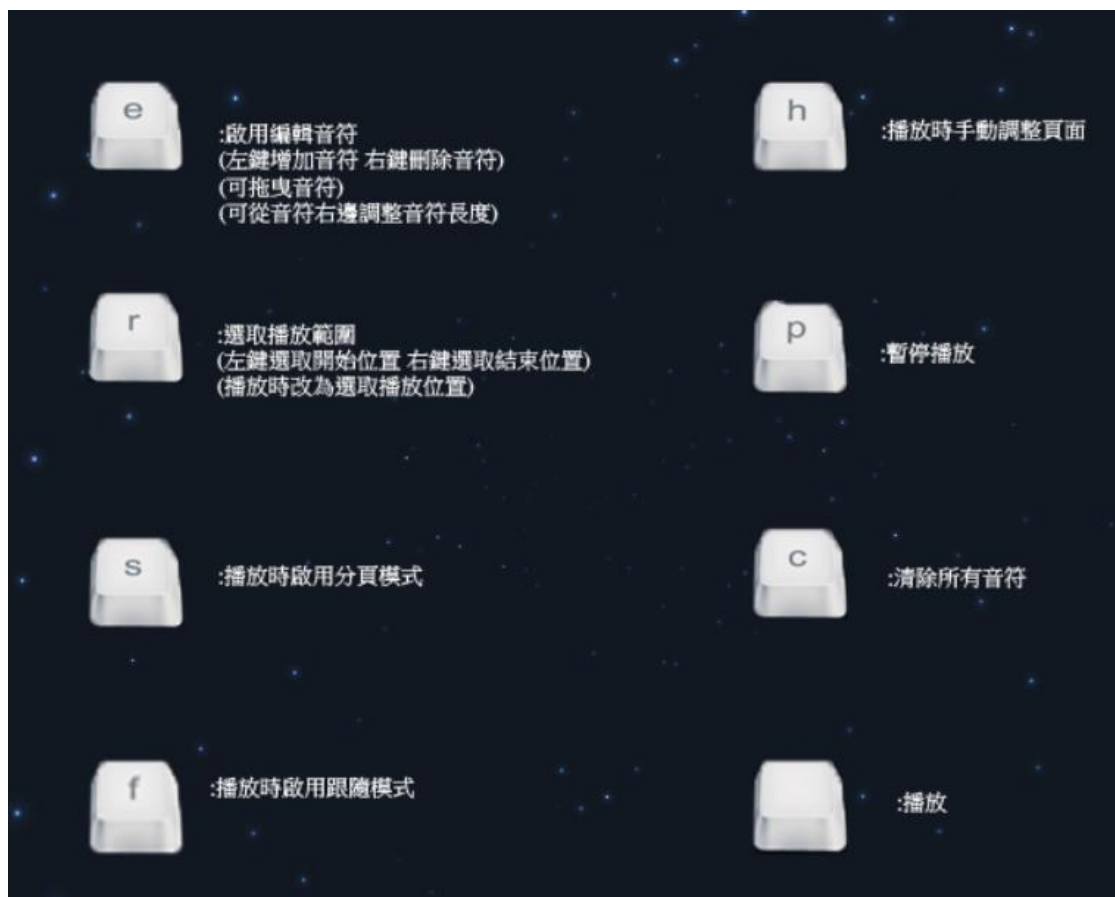 e
:啟用編輯音符
(左鍵增加音符 右鍵刪除音符)
(可拖曳音符)
(可從音符右邊調整音符長度)
h
:播放時手動調整頁面
r
:選取播放範圍
(左鍵選取開始位置 右鍵選取結束位置)
(播放時改為選取播放位置)
p
:暫停播放
s
:播放時啟用分頁模式
c
:清除所有音符
f
:播放時啟用跟隨模式
:播放